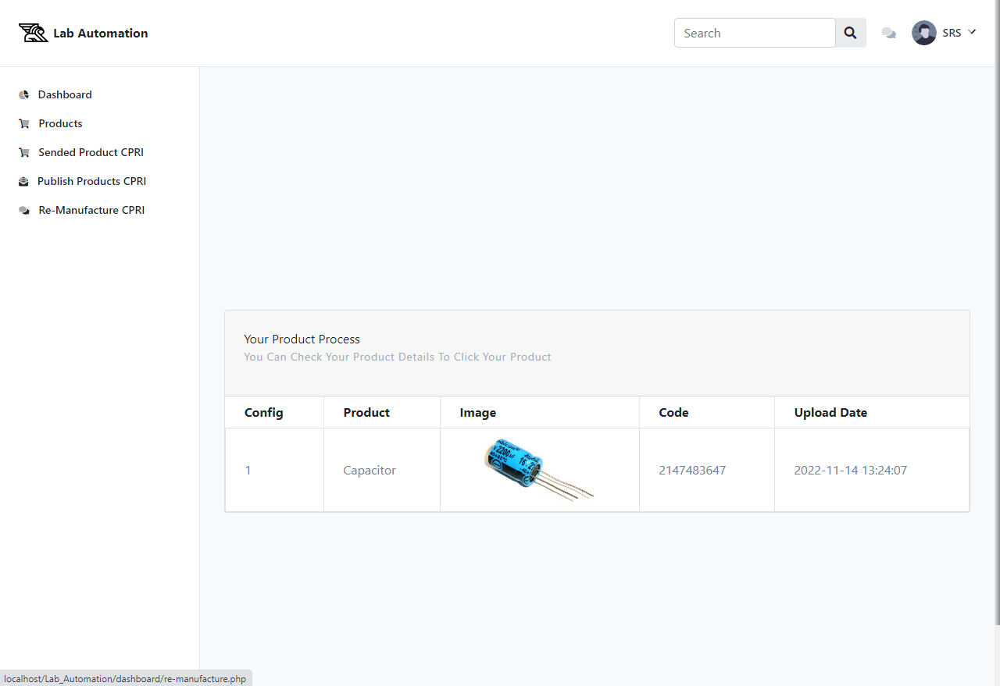 Lab Automation
Search
SRS
Dashboard
Products
Sended Product CPRI
Publish Products CPRI
Re-Manufacture CPRI
Your Product Process
You Can Check Your Product Details To Click Your Product
Config Product Image Code Upload Date
2200µF
1 Capacitor 2147483647 2022-11-14 13:24:07
localhost/Lab_Automation/dashboard/re-manufacture.php